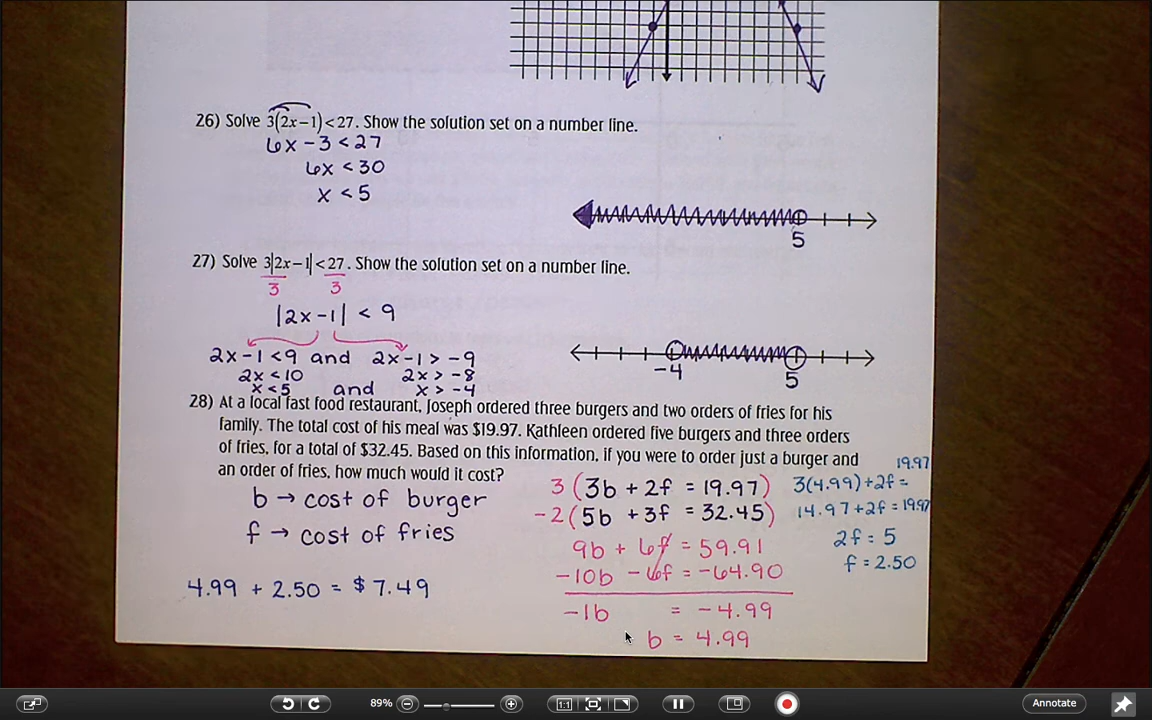 26) Solve 3(2x-1)<27. Show the solution set on a number line.
6x - 3 < 27
6x < 30
x < 5
5
27) Solve 3|2x-1|<27. Show the solution set on a number line.
3 3
|2x -1| < 9
2x -1 <9 and 2x -1 > -9
2x < 10 2x > -8
x < 5 and x > -4
-4 5
28) At a local fast food restaurant, Joseph ordered three burgers and two orders of fries for his
family. The total cost of his meal was $19.97. Kathleen ordered five burgers and three orders
of fries, for a total of $32.45. Based on this information, if you were to order just a burger and
an order of fries, how much would it cost?
b → cost of burger
f → cost of fries
4.99 + 2.50 = $7.49
3 (3b + 2f = 19.97)
-2 (5b +3f = 32.45)
9b + 6f = 59.91
-10b - 6f = -64.90
-1b = -4.99
b = 4.99
19.97
3(4.99)+2f =
14.97+2f = 19.97
2f = 5
f = 2.50
89%
1:1
Annotate